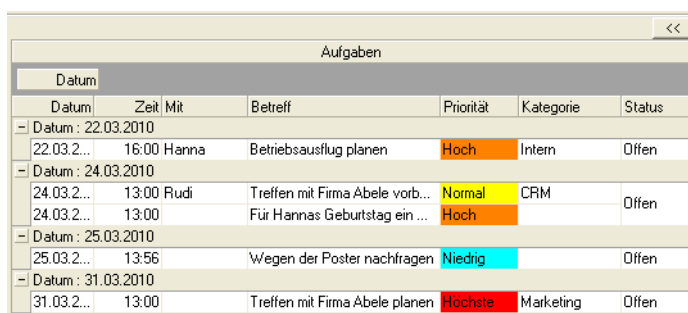 <<
Aufgaben
Datum
Datum Zeit Mit Betreff Priorität Kategorie Status
Datum : 22.03.2010
22.03.2... 16:00 Hanna Betriebsausflug planen Hoch Intern Offen
Datum : 24.03.2010
24.03.2... 13:00 Rudi Treffen mit Firma Abele vorb... Normal CRM Offen
24.03.2... 13:00 Für Hannas Geburtstag ein ... Hoch
Datum : 25.03.2010
25.03.2... 13:56 Wegen der Poster nachfragen Niedrig Offen
Datum : 31.03.2010
31.03.2... 13:00 Treffen mit Firma Abele planen Höchste Marketing Offen